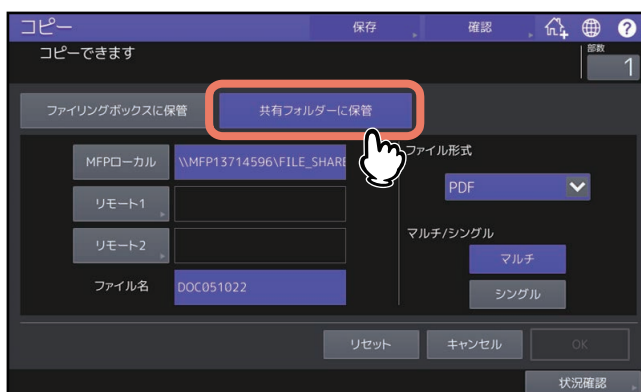 コピー
保存
確認
コピーできます
部数
1
ファイリングボックスに保管
共有フォルダーに保管
MFPローカル
\\MFP13714596\FILE_SHARE
ファイル形式
PDF
リモート1
リモート2
マルチ/シングル
マルチ
ファイル名
DOC051022
シングル
リセット
キャンセル
OK
状況確認